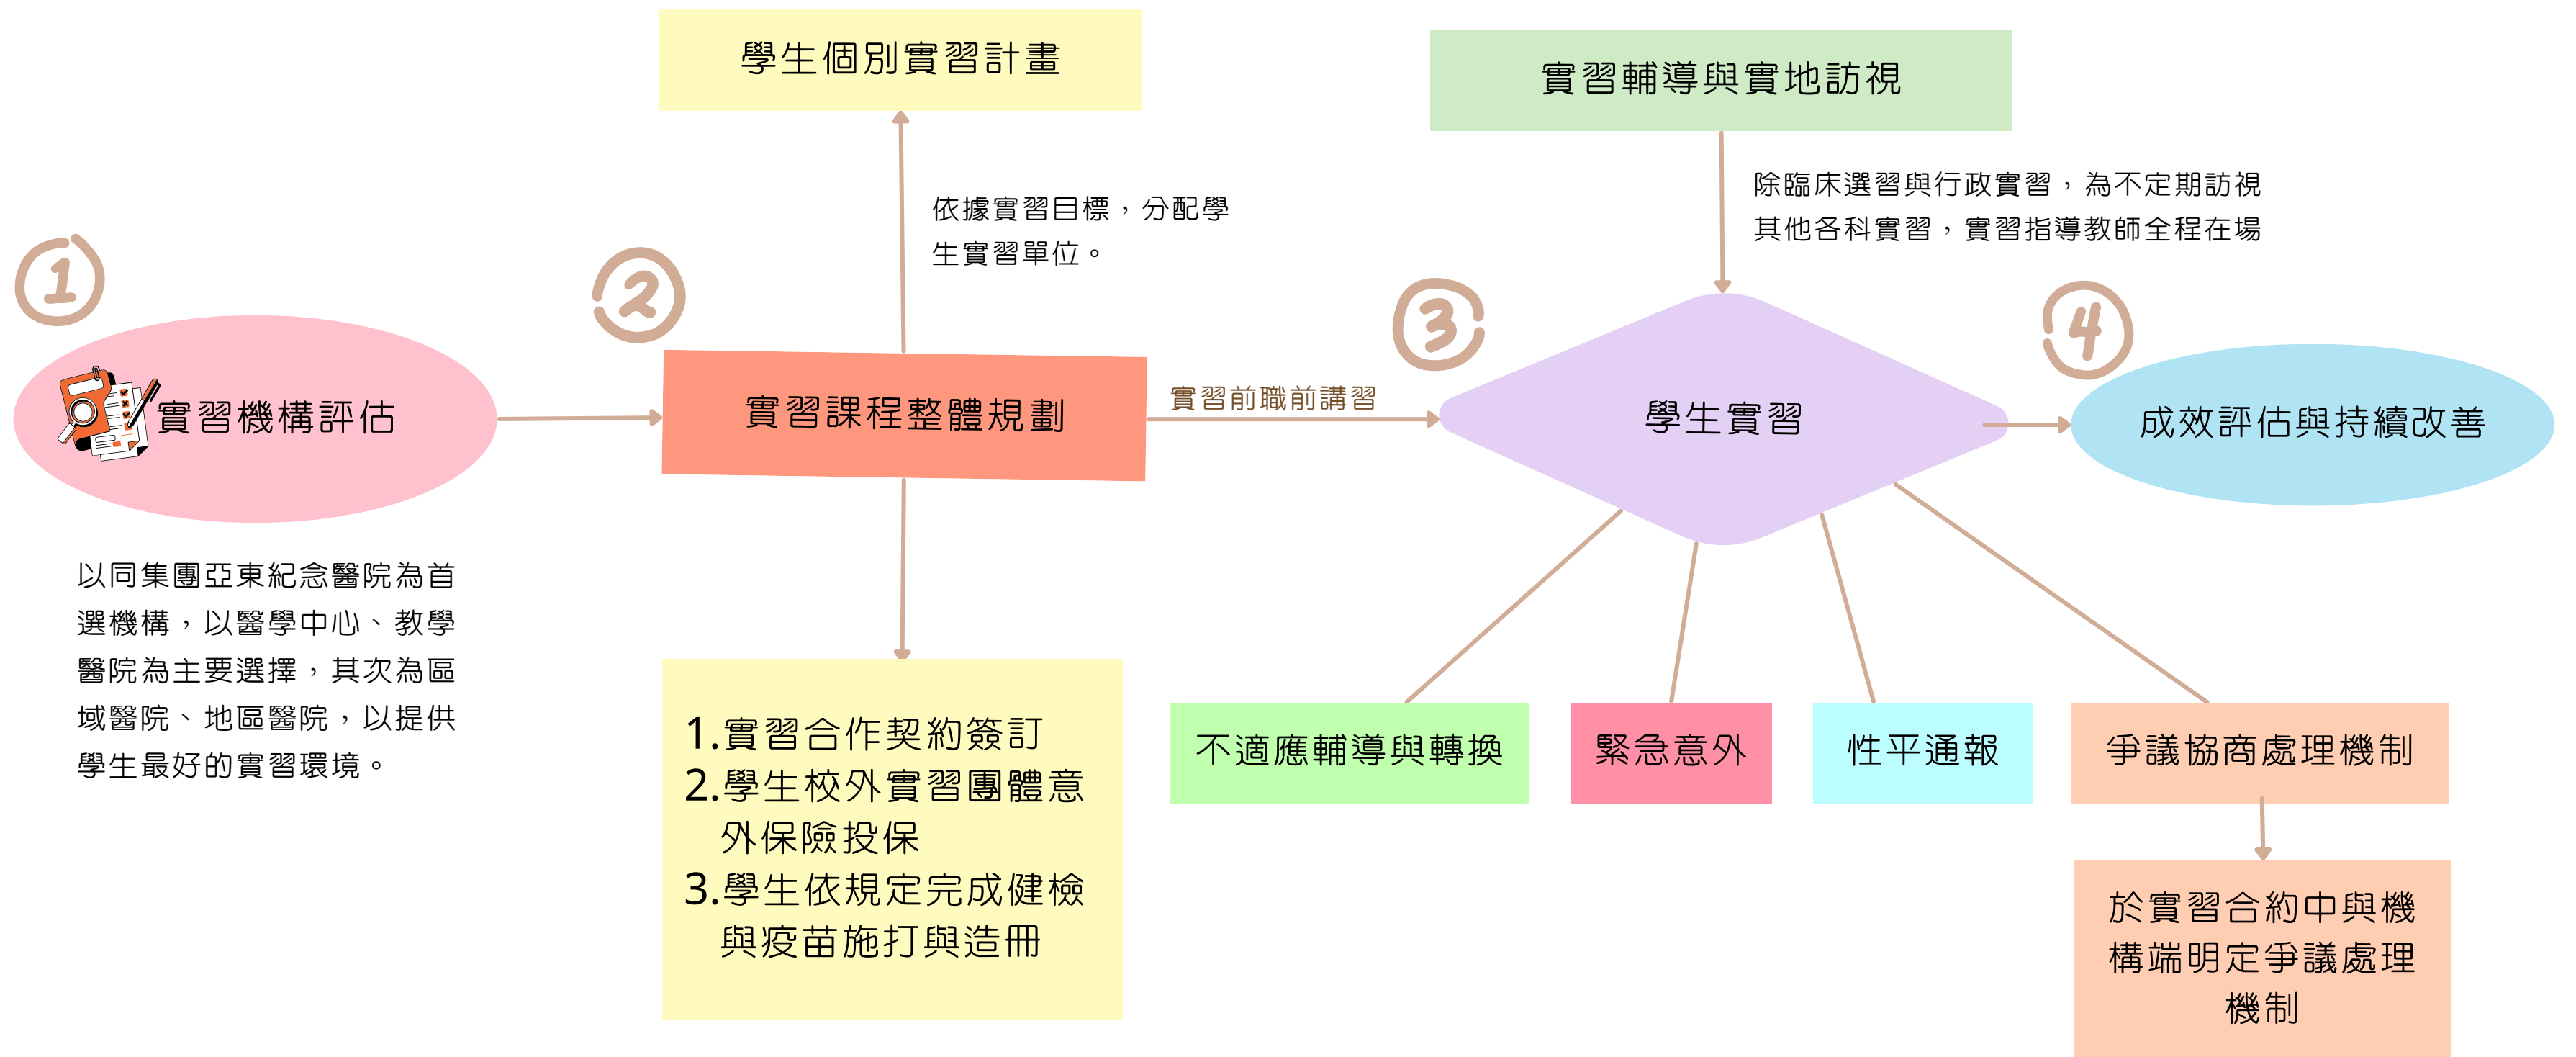 1
實習機構評估
以同集團亞東紀念醫院為首
選機構，以醫學中心、教學
醫院為主要選擇，其次為區
域醫院、地區醫院，以提供
學生最好的實習環境。
2
學生個別實習計畫
依據實習目標，分配學
生實習單位。
實習課程整體規劃
1.實習合作契約簽訂
2.學生校外實習團體意
外保險投保
3.學生依規定完成健檢
與疫苗施打與造冊
實習前職前講習
3
實習輔導與實地訪視
除臨床選習與行政實習，為不定期訪視
其他各科實習，實習指導教師全程在場
學生實習
不適應輔導與轉換
緊急意外
性平通報
爭議協商處理機制
於實習合約中與機
構端明定爭議處理
機制
4
成效評估與持續改善